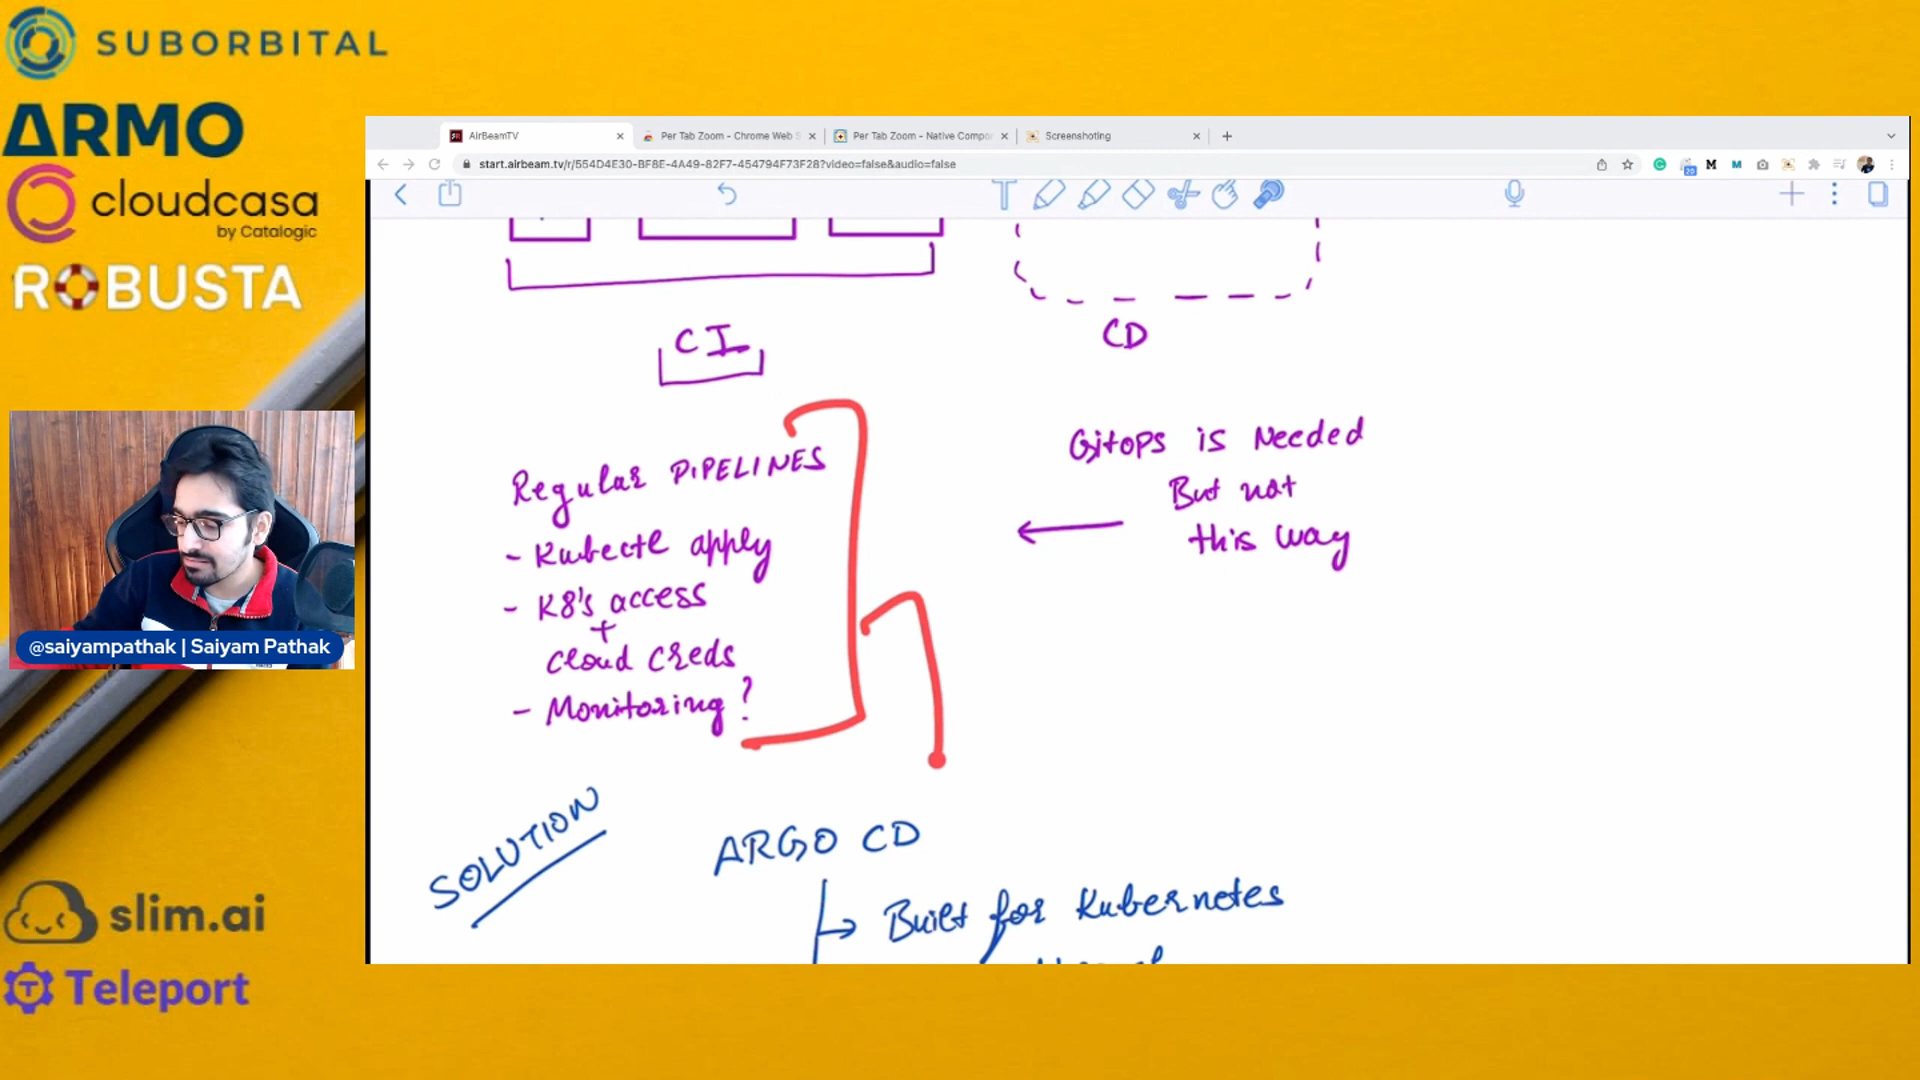 SUBORBITAL
ARMO
cloudcasa
by Catalogic
ROBUSTA
AirBeamTV
Per Tab Zoom - Chrome Web S
Per Tab Zoom - Native Compo
Screenshoting
start.airbeam.tv/r/554D4E30-BF8E-4A49-82F7-454794F73F28?video=false&audio=false
20
M
M
T
CI
CD
Regular PIPELINES
- Kubectl apply
- K8's access
+
cloud creds
- Monitoring?
Gitops is Needed
But not
this way
SOLUTION
ARGO CD
Built for Kubernetes
@saiyampathak | Saiyam Pathak
slim.ai
Teleport